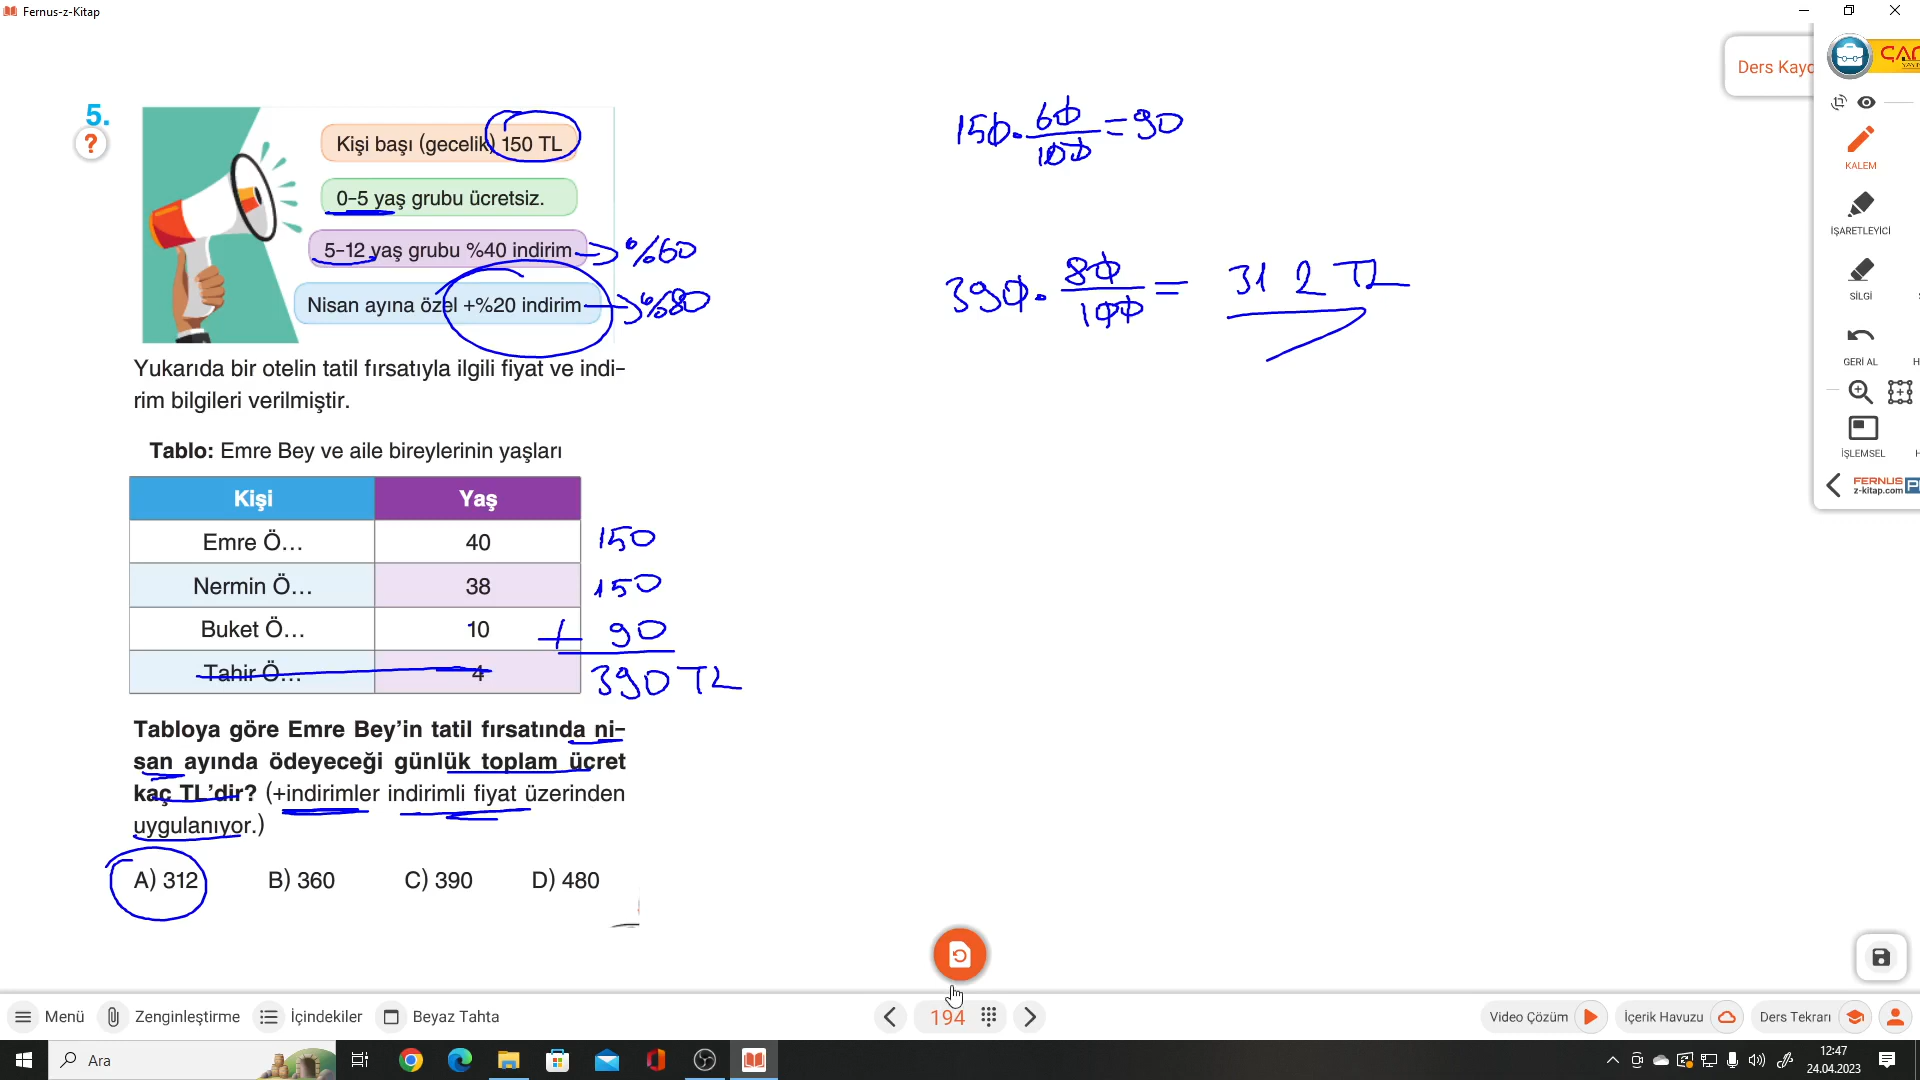 Fernus-z-Kitap
5.
?
Kişi başı (gecelik) 150 TL
0-5 yaş grubu ücretsiz.
5-12 yaş grubu %40 indirim
%60
Nisan ayına özel +%20 indirim
%80
Yukarıda bir otelin tatil fırsatıyla ilgili fiyat ve indi-
rim bilgileri verilmiştir.
Tablo: Emre Bey ve aile bireylerinin yaşları
Kişi Yaş
Emre Ö... 40 150
Nermin Ö... 38 150
Buket Ö... 10 + 90
Tahir Ö... 4 390 TL
Tabloya göre Emre Bey'in tatil fırsatında ni-
san ayında ödeyeceği günlük toplam ücret
kaç TL'dir? (+indirimler indirimli fiyat üzerinden
uygulanıyor.)
A) 312 B) 360 C) 390 D) 480
150 . 60/100 = 90
390 . 80/100 = 312 TL
Ders Kayd
KALEM
İŞARETLEYİCİ
SİLGİ
GERİ AL
İŞLEMSEL
FERNUS
z-kitap.com
Menü Zenginleştirme İçindekiler Beyaz Tahta 194 Video Çözüm İçerik Havuzu Ders Tekrarı
Ara
12:47
24.04.2023